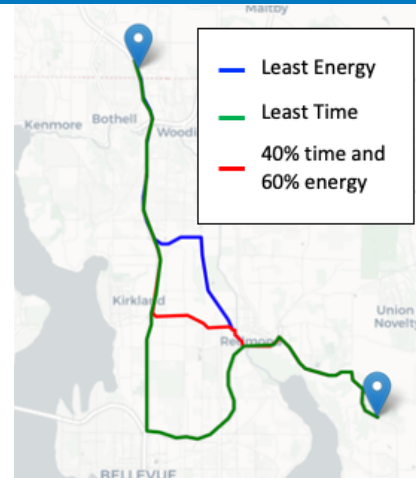 Maltby
Least Energy
Least Time
40% time and
60% energy
Kenmore
Bothell
Woodi
Kirkland
Redmond
Union
Novelty
BELLEVUE